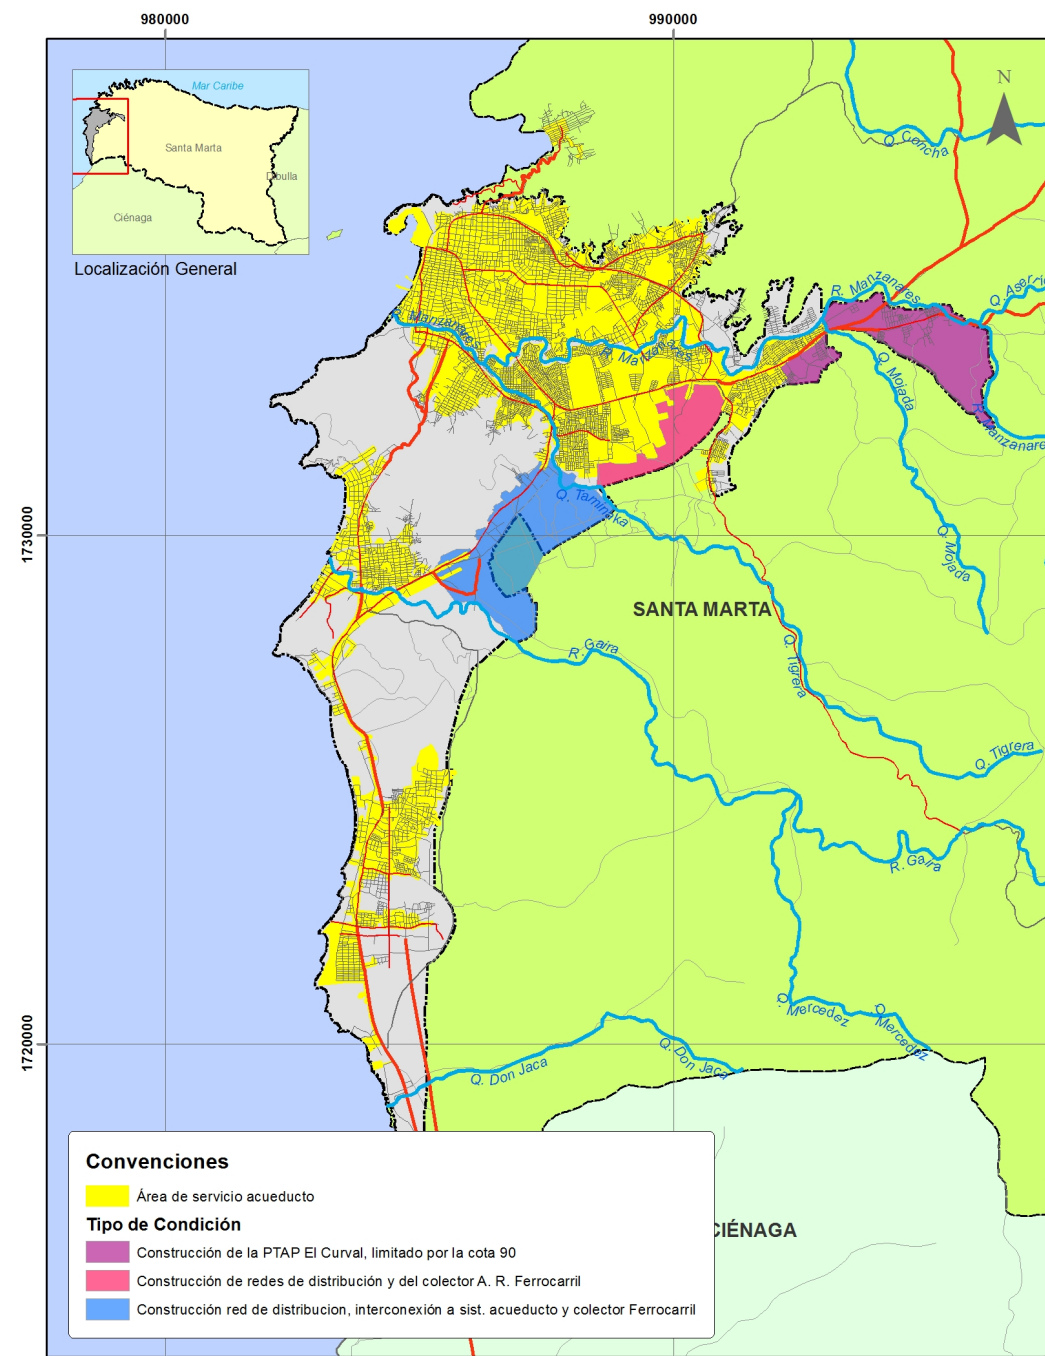 980000
990000
Mar Caribe
Santa Marta
Dibulla
Ciénaga
Localización General
N
Q. Concha
R. Manzanares
Q. Aserrío
R. Manzanares
R. Manzanares
Q. Mojada
R. Manzanares
Q. Tamincka
1730000
Q. Mojada
SANTA MARTA
R. Gaira
Q. Tigrera
Q. Tigrera
R. Gaira
Q. Mercedez
Q. Mercedez
1720000
Q. Don Jaca
Q. Don Jaca
CIÉNAGA
Convenciones
Área de servicio acueducto
Tipo de Condición
Construcción de la PTAP El Curval, limitado por la cota 90
Construcción de redes de distribución y del colector A. R. Ferrocarril
Construcción red de distribucion, interconexión a sist. acueducto y colector Ferrocarril